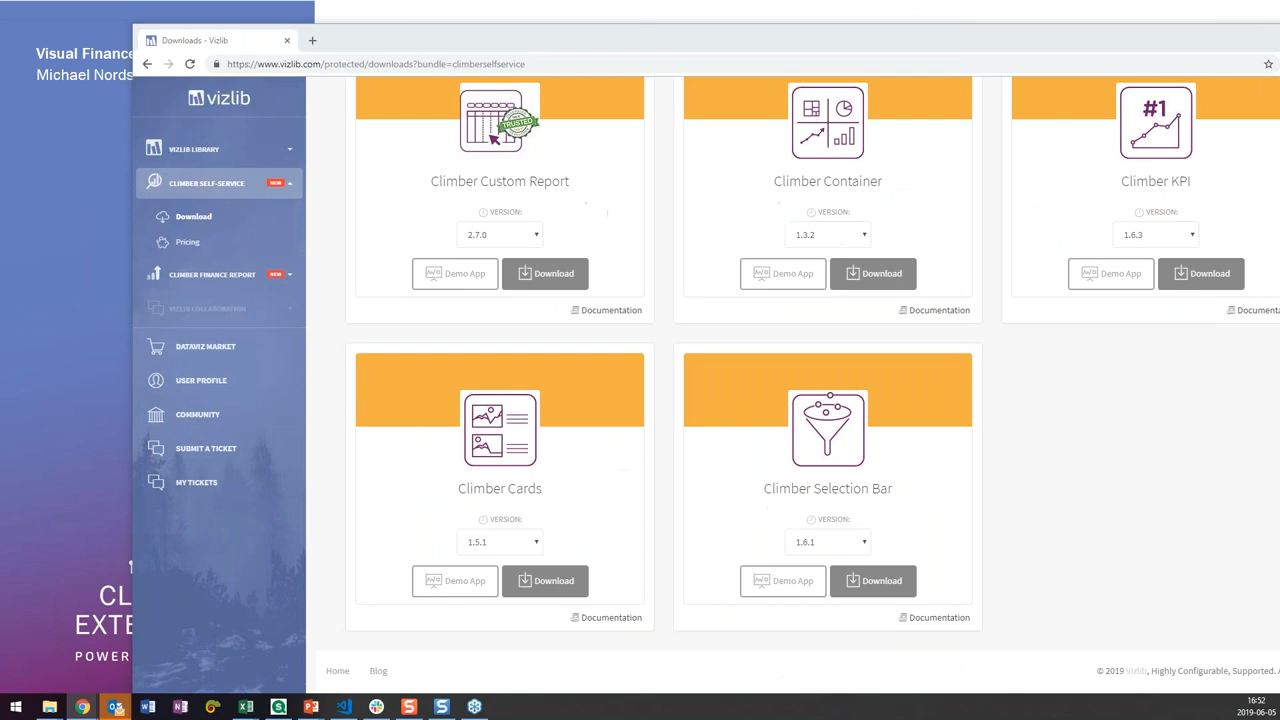 Visual Finance
Michael Nords
Downloads - Vizlib
https://www.vizlib.com/protected/downloads?bundle=climberselfservice
vizlib
VIZLIB LIBRARY
CLIMBER SELF-SERVICE NEW
Download
Pricing
CLIMBER FINANCE REPORT NEW
VIZLIB COLLABORATION
DATAVIZ MARKET
USER PROFILE
COMMUNITY
SUBMIT A TICKET
MY TICKETS
TRUSTED
Climber Custom Report
VERSION:
2.7.0
Demo App Download
Documentation
Climber Container
VERSION:
1.3.2
Demo App Download
Documentation
#1
Climber KPI
VERSION:
1.6.3
Demo App Download
Documenta
Climber Cards
VERSION:
1.5.1
Demo App Download
Documentation
Climber Selection Bar
VERSION:
1.6.1
Demo App Download
Documentation
CL
EXTE
POWER
Home Blog
© 2019 Vizlib, Highly Configurable, Supported. A
16:52
2019-06-05